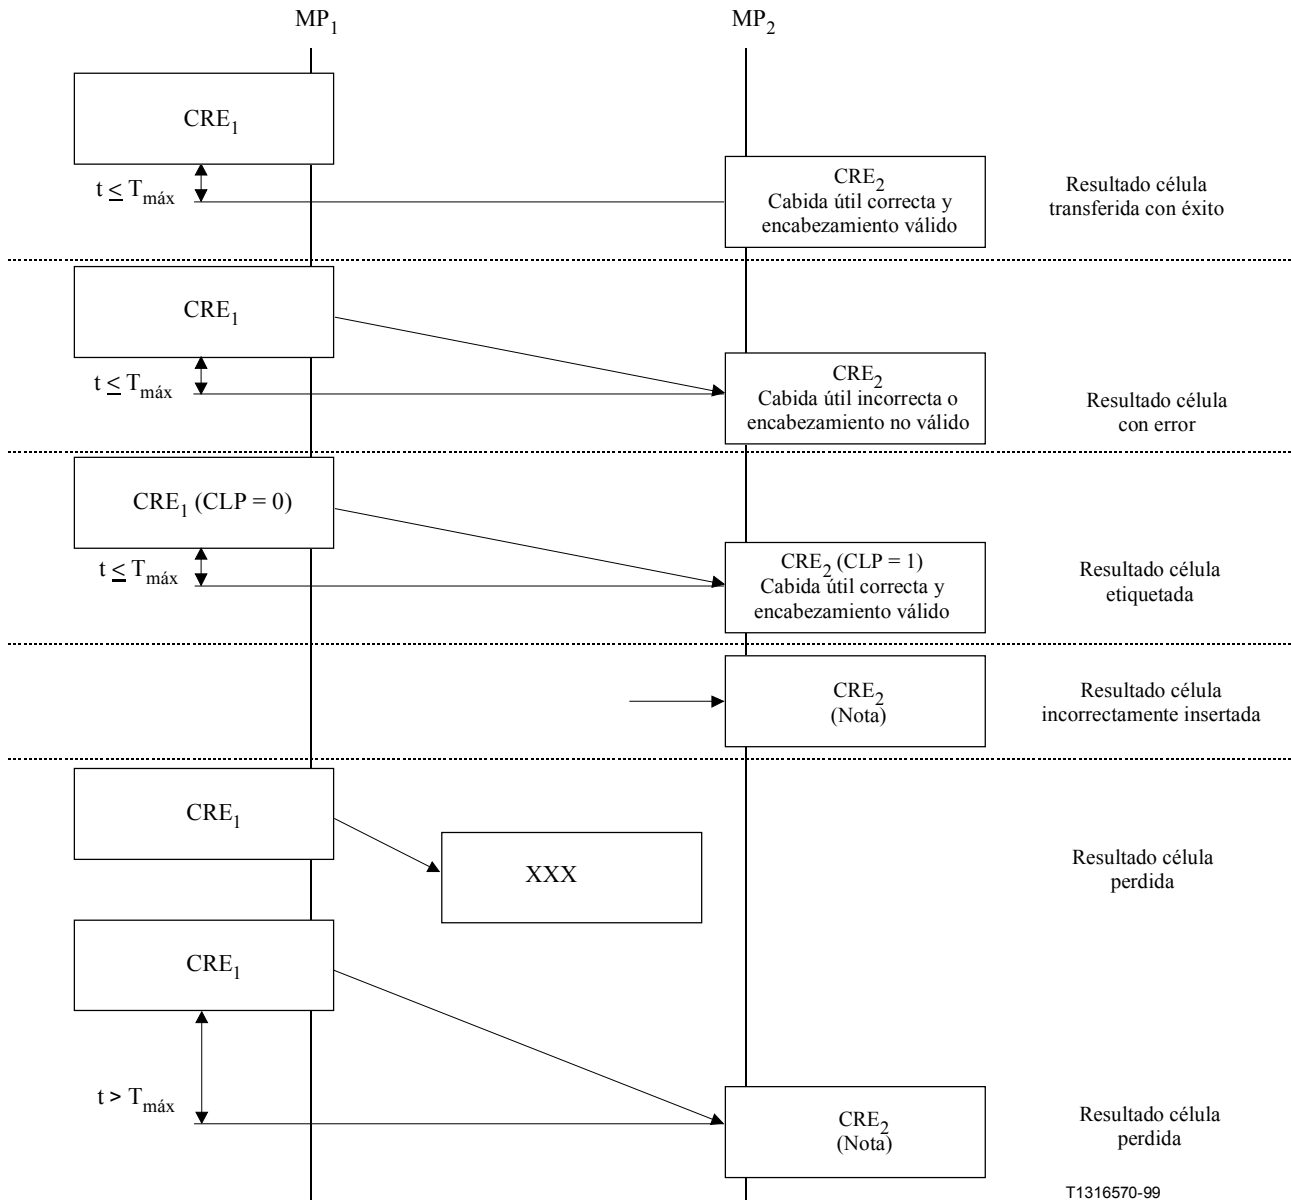 MP1
MP2
CRE1
t ≤ Tmáx
CRE2
Cabida útil correcta y
encabezamiento válido
Resultado célula
transferida con éxito
CRE1
t ≤ Tmáx
CRE2
Cabida útil incorrecta o
encabezamiento no válido
Resultado célula
con error
CRE1 (CLP = 0)
t ≤ Tmáx
CRE2 (CLP = 1)
Cabida útil correcta y
encabezamiento válido
Resultado célula
etiquetada
CRE2
(Nota)
Resultado célula
incorrectamente insertada
CRE1
XXX
Resultado célula
perdida
CRE1
t > Tmáx
CRE2
(Nota)
Resultado célula
perdida
T1316570-99